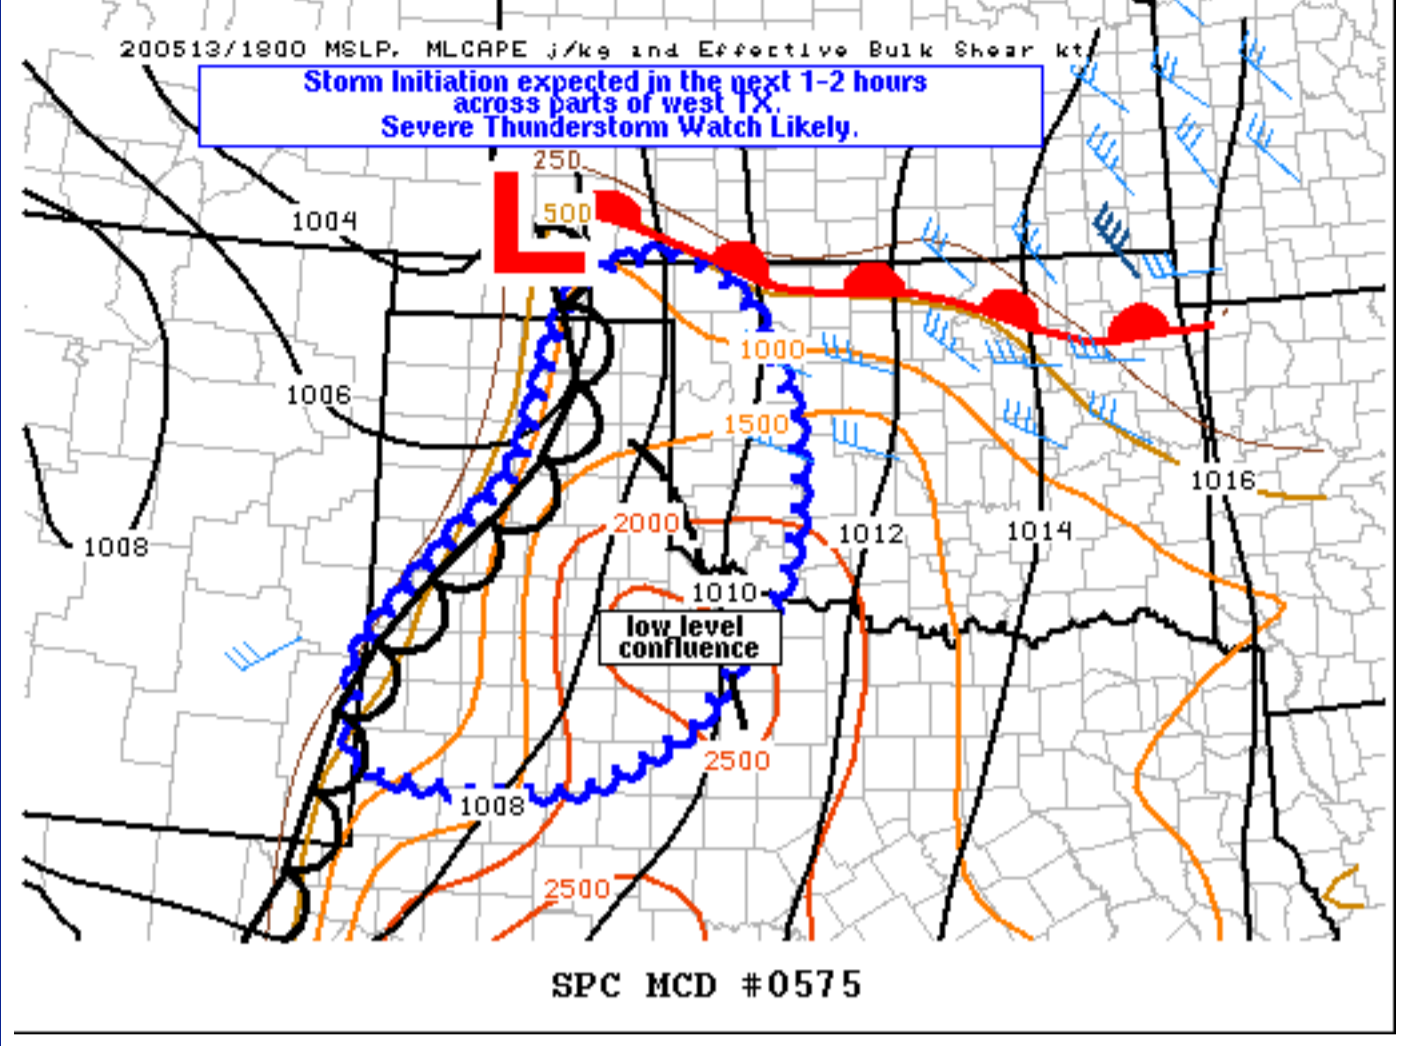 200513/1800 MSLP, MLCAPE j/kg and Effective Bulk Shear kt
Storm Initiation expected in the next 1-2 hours
across parts of west TX.
Severe Thunderstorm Watch Likely.
250
500
L
1004
1000
1006
1500
1016
2000
1012
1014
1008
1010
low level
confluence
2500
1008
2500
SPC MCD #0575